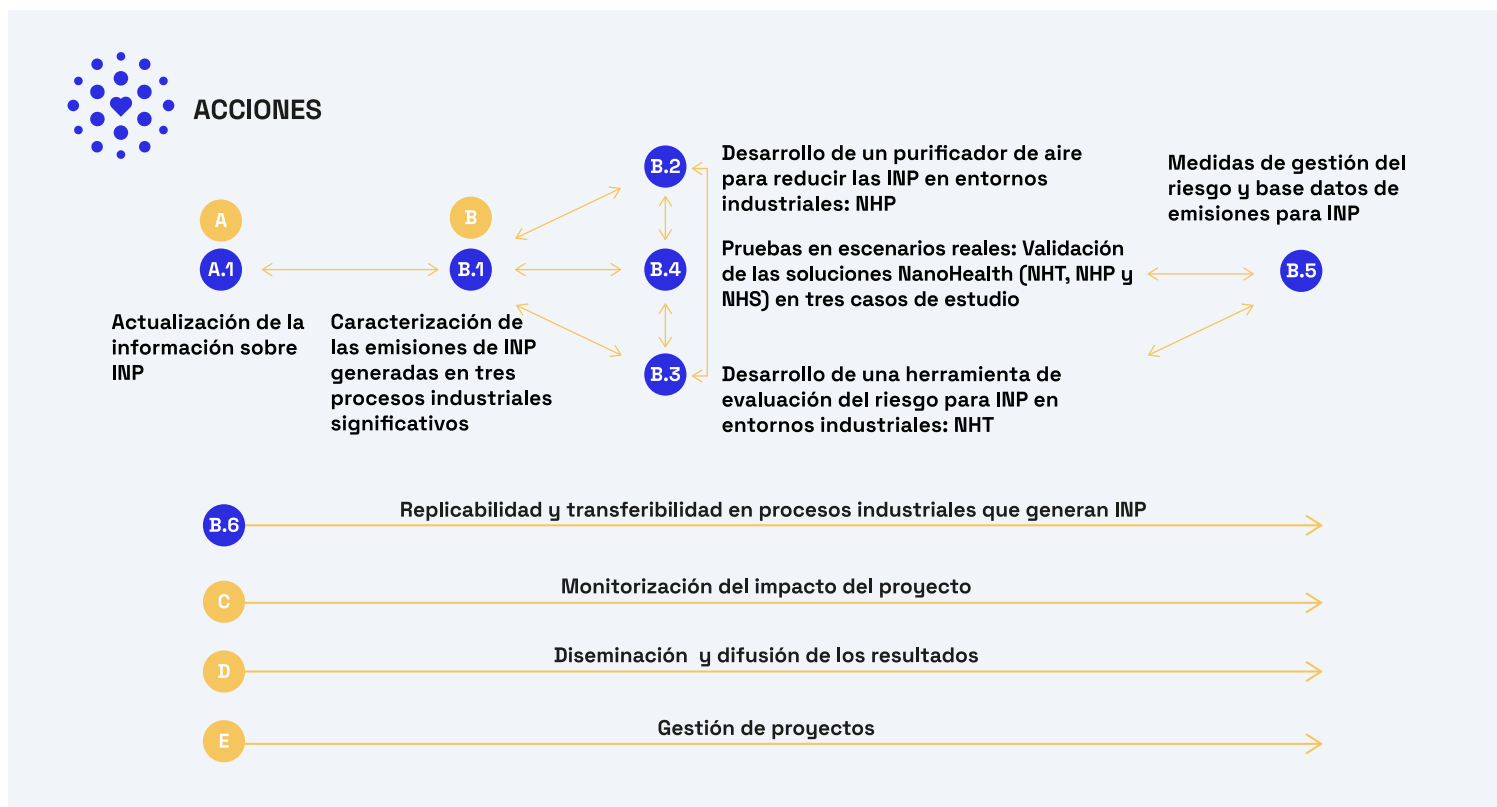 ACCIONES
A
A.1
Actualización de la
información sobre
INP
B
B.1
Caracterización de
las emisiones de INP
generadas en tres
procesos industriales
significativos
B.2
Desarrollo de un purificador de aire
para reducir las INP en entornos
industriales: NHP
B.4
Pruebas en escenarios reales: Validación
de las soluciones NanoHealth (NHT, NHP y
NHS) en tres casos de estudio
B.3
Desarrollo de una herramienta de
evaluación del riesgo para INP en
entornos industriales: NHT
Medidas de gestión del
riesgo y base datos de
emisiones para INP
B.5
B.6
Replicabilidad y transferibilidad en procesos industriales que generan INP
C
Monitorización del impacto del proyecto
D
Diseminación y difusión de los resultados
E
Gestión de proyectos